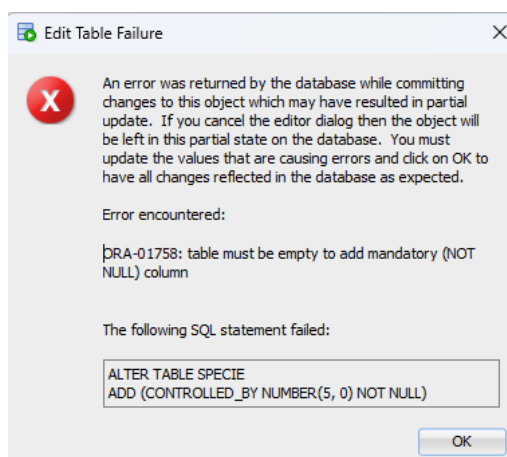 Edit Table Failure
An error was returned by the database while committing
changes to this object which may have resulted in partial
update. If you cancel the editor dialog then the object will
be left in this partial state on the database. You must
update the values that are causing errors and click on OK to
have all changes reflected in the database as expected.
Error encountered:
ORA-01758: table must be empty to add mandatory (NOT
NULL) column
The following SQL statement failed:
ALTER TABLE SPECIE
ADD (CONTROLLED_BY NUMBER(5, 0) NOT NULL)
OK